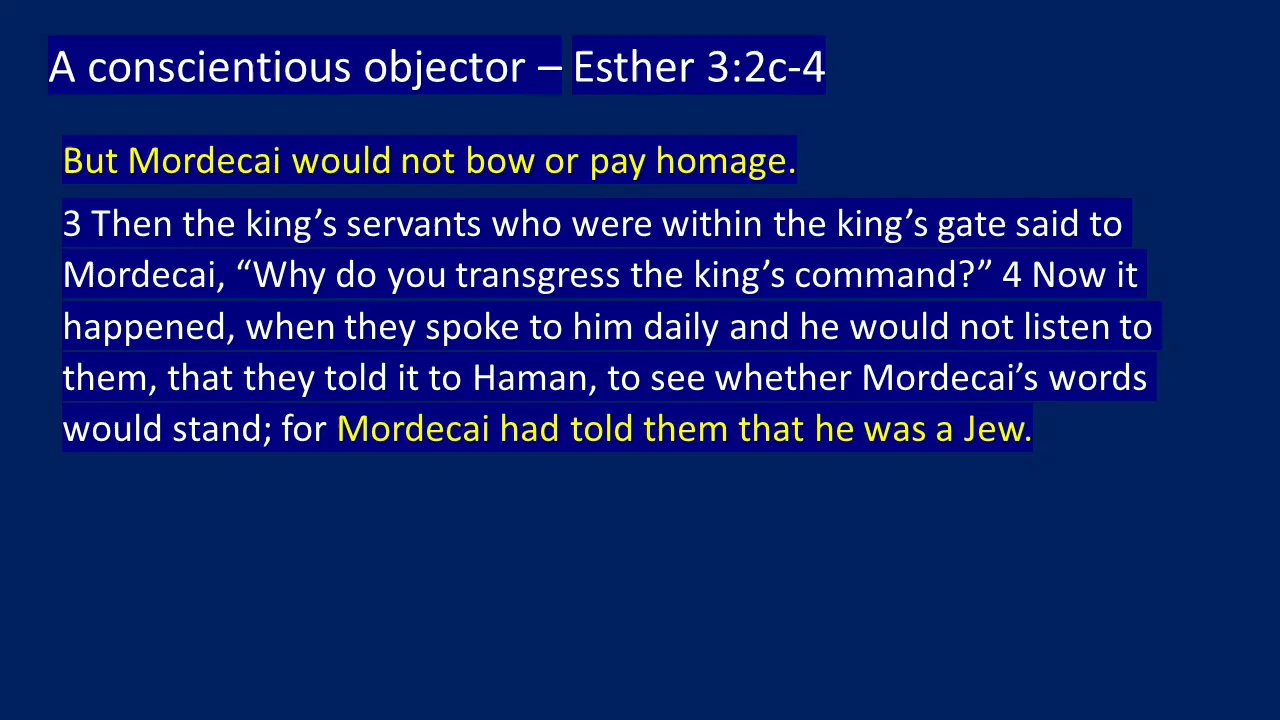 A conscientious objector – Esther 3:2c-4
But Mordecai would not bow or pay homage.
3 Then the king’s servants who were within the king’s gate said to
Mordecai, “Why do you transgress the king’s command?” 4 Now it
happened, when they spoke to him daily and he would not listen to
them, that they told it to Haman, to see whether Mordecai’s words
would stand; for Mordecai had told them that he was a Jew.